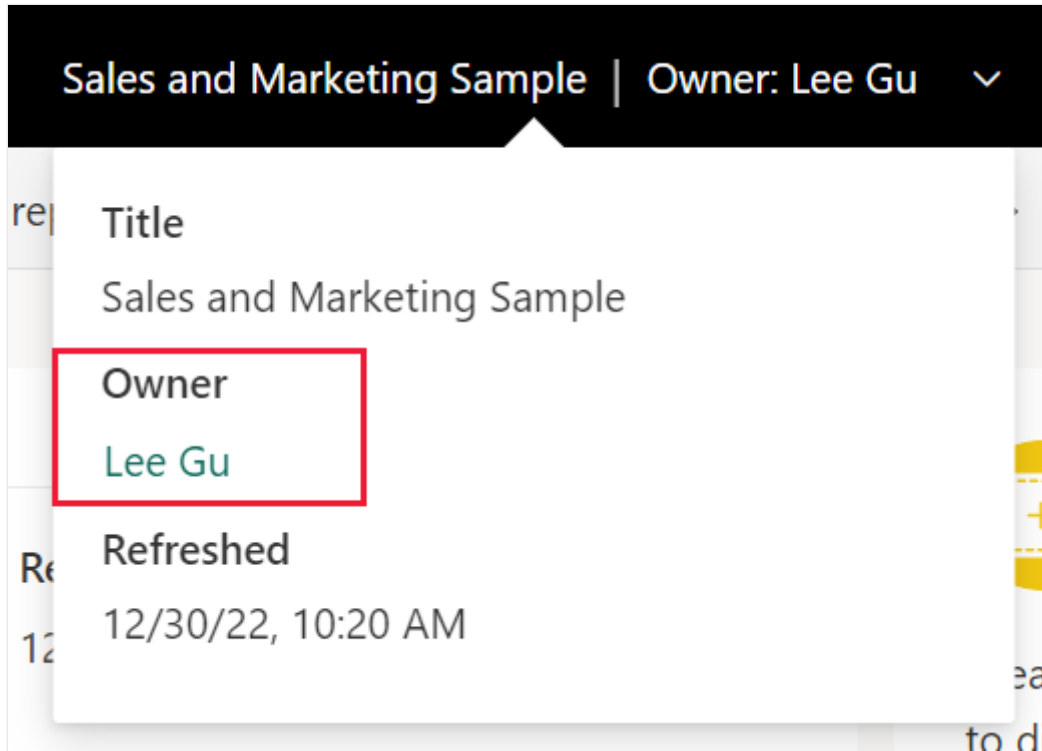 Sales and Marketing Sample | Owner: Lee Gu
Title
Sales and Marketing Sample
Owner
Lee Gu
Refreshed
12/30/22, 10:20 AM
to d